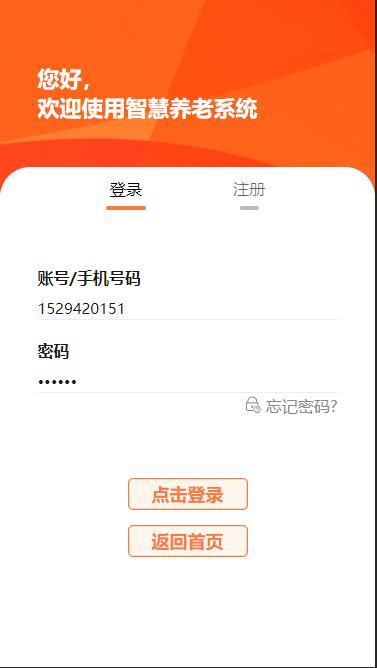 您好，
欢迎使用智慧养老系统
登录 注册
账号/手机号码
1529420151
密码
••••••
忘记密码?
点击登录
返回首页